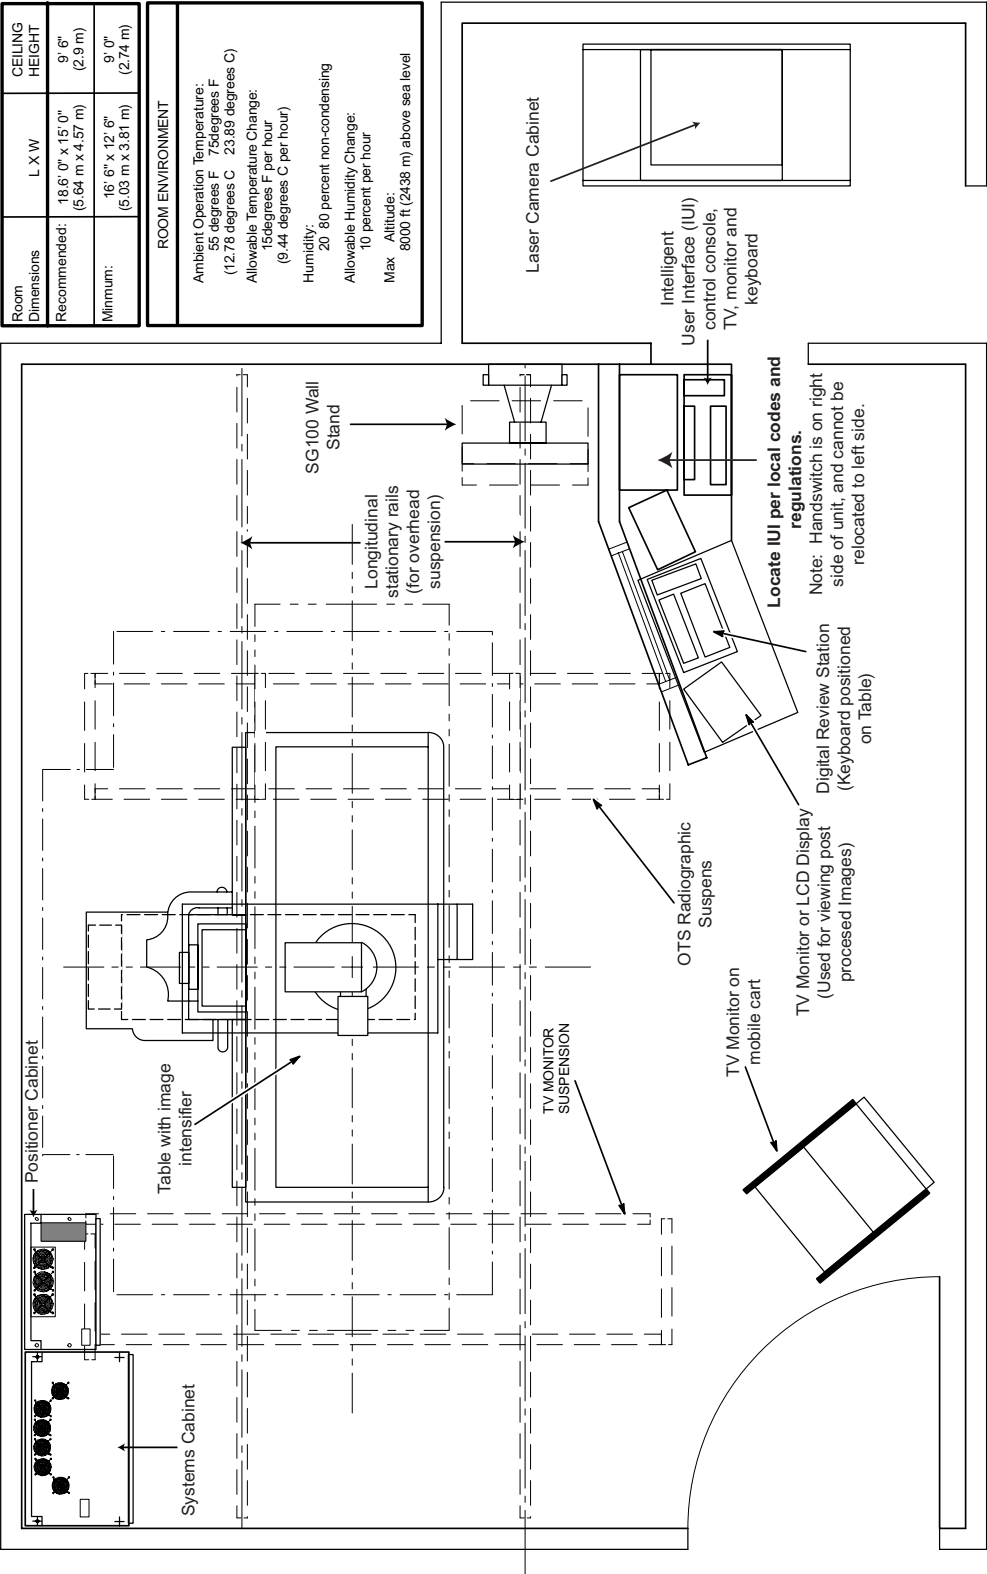 Room
Dimensions
L X W
CEILING
HEIGHT
Recommended:
18.6' 0" x 15' 0"
(5.64 m x 4.57 m)
9' 6"
(2.9 m)
Minimum:
16' 6" x 12' 6"
(5.03 m x 3.81 m)
9' 0"
(2.74 m)
ROOM ENVIRONMENT
Ambient Operation Temperature:
55 degrees F 75degrees F
(12.78 degrees C 23.89 degrees C)
Allowable Temperature Change:
15degrees F per hour
(9.44 degrees C per hour)
Humidity:
20 80 percent non-condensing
Allowable Humidity Change:
10 percent per hour
Max Altitude:
8000 ft (2438 m) above sea level
Positioner Cabinet
Systems Cabinet
Table with image
intensifier
SG100 Wall
Stand
Longitudinal
stationary rails
(for overhead
suspension)
Laser Camera Cabinet
Intelligent
User Interface (IUI)
control console,
TV, monitor and
keyboard
Locate IUI per local codes and
regulations.
Note: Handswitch is on right
side of unit, and cannot be
relocated to left side.
Digital Review Station
(Keyboard positioned
on Table)
TV Monitor or LCD Display
(Used for viewing post
procesed Images)
OTS Radiographic
Suspens
TV MONITOR
SUSPENSION
TV Monitor on
mobile cart